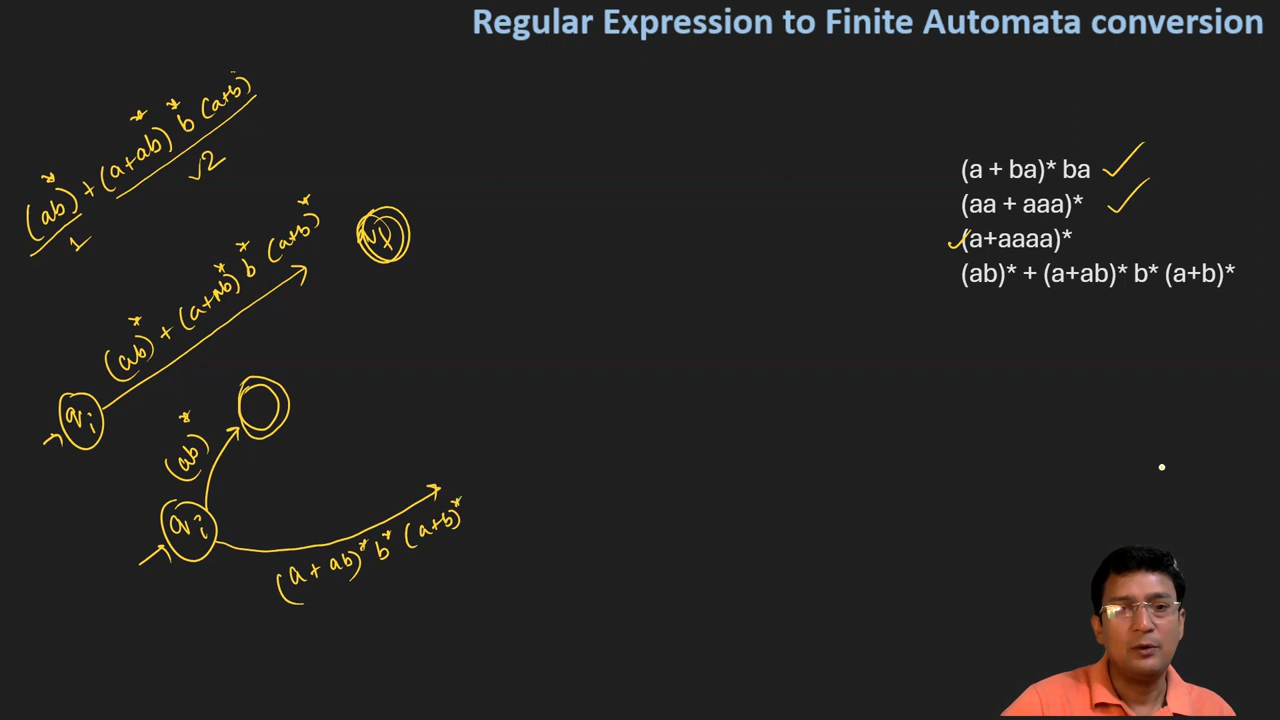 Regular Expression to Finite Automata conversion
(ab)* + (a+ab)* b* (a+b)*
1
√2
(a + ba)* ba
(aa + aaa)*
(a+aaaa)*
(ab)* + (a+ab)* b* (a+b)*
(ab)* + (a+ab)* b* (a+b)*
qf
qi
(ab)*
qi
(a + ab)* b* (a+b)*